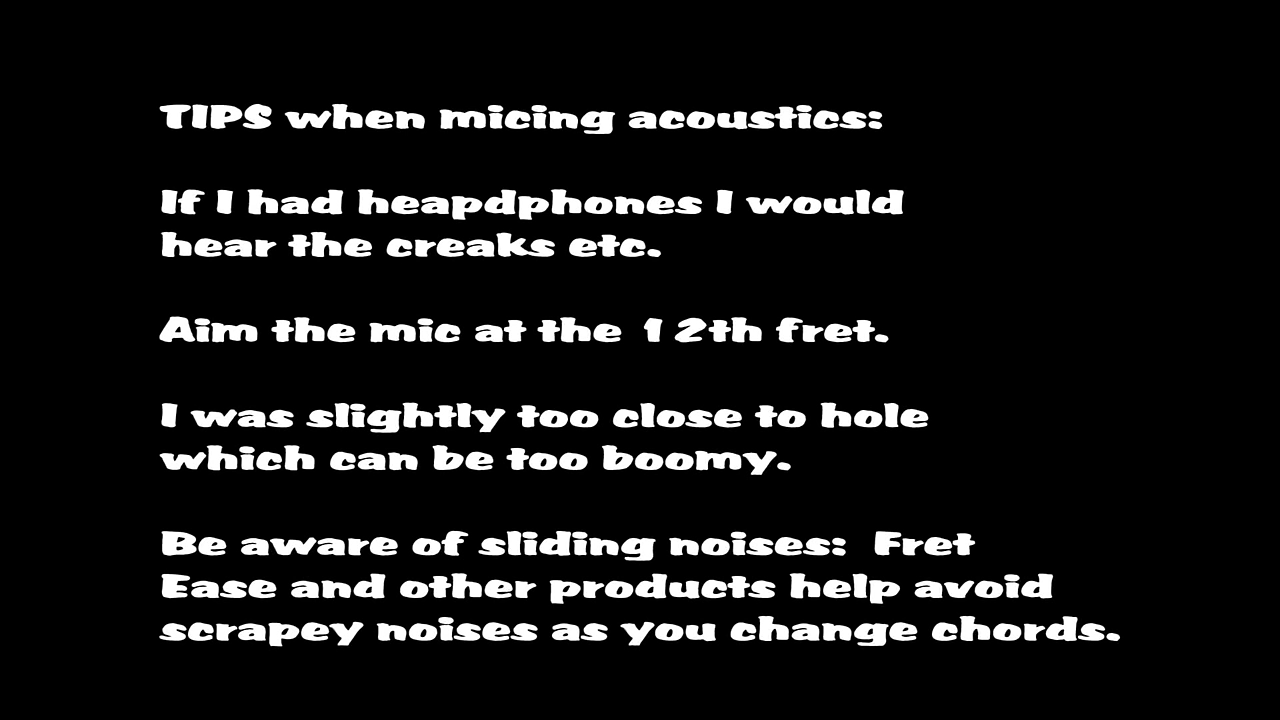 TIPS when micing acoustics:
If I had heapdphones I would
hear the creaks etc.
Aim the mic at the 12th fret.
I was slightly too close to hole
which can be too boomy.
Be aware of sliding noises: Fret
Ease and other products help avoid
scrapey noises as you change chords.